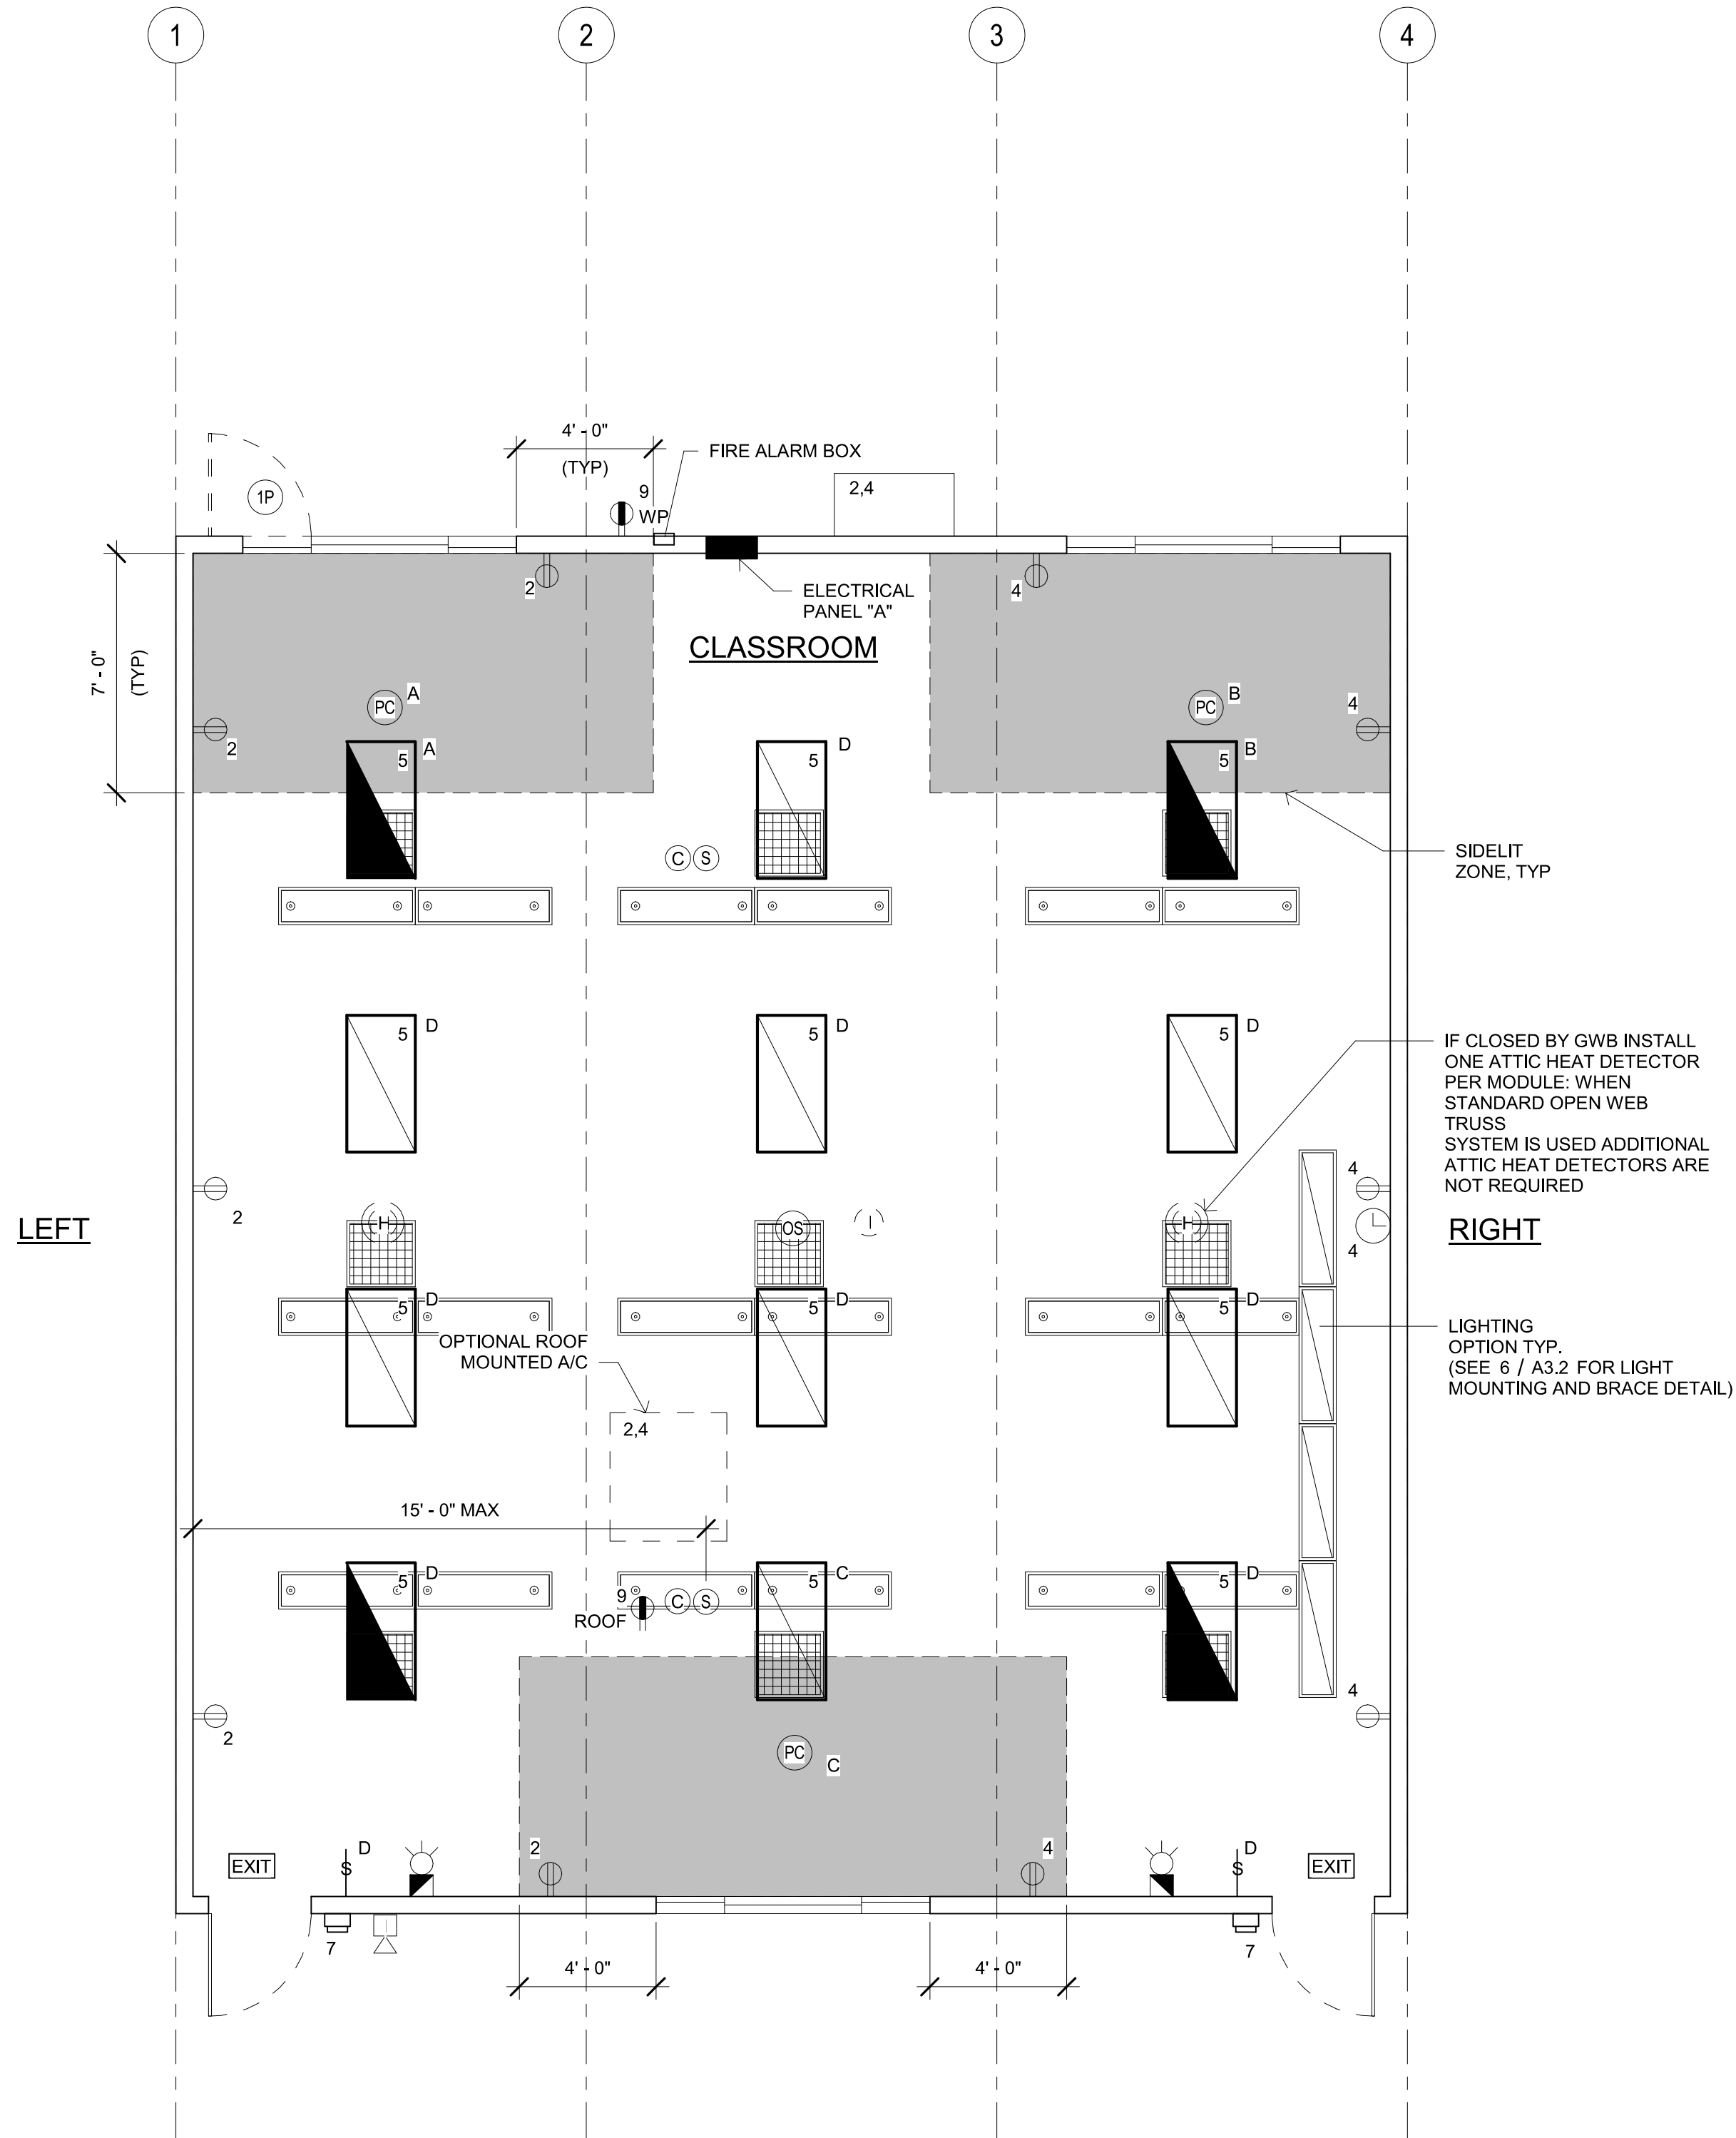 1
2
3
4
4' - 0"
(TYP)
FIRE ALARM BOX
1P
9
WP
2,4
2
4
ELECTRICAL
PANEL "A"
CLASSROOM
7' - 0"
(TYP)
PC
A
PC
B
4
2
5
A
5
D
5
B
C
S
SIDELIT
ZONE, TYP
5
D
5
D
5
D
IF CLOSED BY GWB INSTALL
ONE ATTIC HEAT DETECTOR
PER MODULE: WHEN
STANDARD OPEN WEB
TRUSS
SYSTEM IS USED ADDITIONAL
ATTIC HEAT DETECTORS ARE
NOT REQUIRED
4
2
LEFT
H
OS
I
H
4
RIGHT
5
D
5
D
5
D
OPTIONAL ROOF
MOUNTED A/C
LIGHTING
OPTION TYP.
(SEE 6 / A3.2 FOR LIGHT
MOUNTING AND BRACE DETAIL)
2,4
15' - 0" MAX
5
D
5
C
5
D
9
ROOF
C
S
4
2
PC
C
EXIT
D
S
2
4
D
S
EXIT
7
7
4' - 0"
4' - 0"